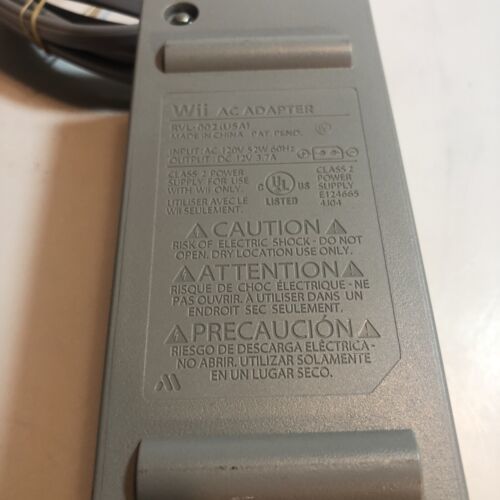 Wii AC ADAPTER
RVL-002(USA)
MADE IN CHINA PAT. PEND.
INPUT:AC 120V 52W 60Hz
OUTPUT:DC 12V 3.7A
CLASS 2 POWER
SUPPLY FOR USE
WITH WII ONLY.
UTILISER AVEC LE
WII SEULEMENT.
C UL US
LISTED
CLASS 2
POWER
SUPPLY
E124665
4J04
CAUTION
RISK OF ELECTRIC SHOCK - DO NOT
OPEN. DRY LOCATION USE ONLY.
ATTENTION
RISQUE DE CHOC ÉLECTRIQUE - NE
PAS OUVRIR. À UTILISER DANS UN
ENDROIT SEC SEULEMENT.
PRECAUCIÓN
RIESGO DE DESCARGA ELÉCTRICA -
NO ABRIR. UTILIZAR SOLAMENTE
EN UN LUGAR SECO.